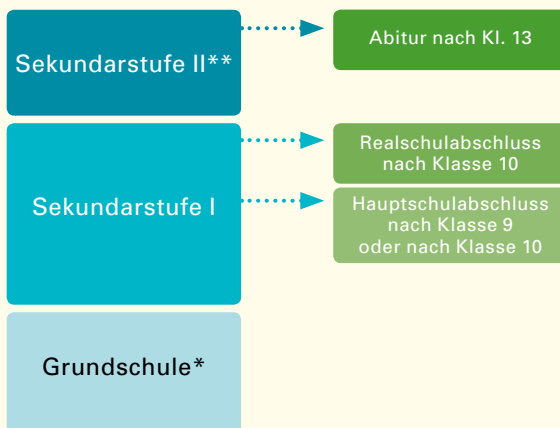 Sekundarstufe II**
Abitur nach Kl. 13
Sekundarstufe I
Realschulabschluss
nach Klasse 10
Hauptschulabschluss
nach Klasse 9
oder nach Klasse 10
Grundschule*